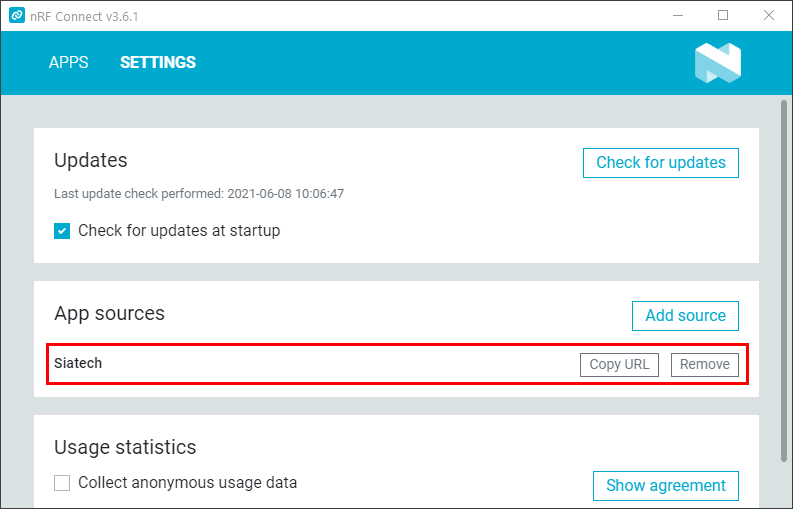 nRF Connect v3.6.1
APPS SETTINGS
Updates
Check for updates
Last update check performed: 2021-06-08 10:06:47
Check for updates at startup
App sources
Add source
Siatech
Copy URL
Remove
Usage statistics
Collect anonymous usage data
Show agreement